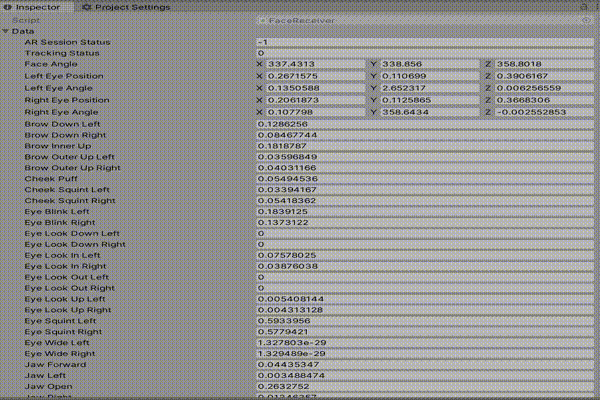 Inspector Project Settings
Script FaceReceiver
Data
AR Session Status -1
Tracking Status 0
Face Angle X 337.4313 Y 338.856 Z 358.8018
Left Eye Position X 0.2671575 Y 0.110699 Z 0.3906167
Left Eye Angle X 0.1350588 Y 2.652317 Z 0.006256559
Right Eye Position X 0.2061873 Y 0.1125865 Z 0.3668306
Right Eye Angle X 0.107798 Y 358.6434 Z -0.002552853
Brow Down Left 0.1286256
Brow Down Right 0.08467744
Brow Inner Up 0.1818787
Brow Outer Up Left 0.03596849
Brow Outer Up Right 0.04031166
Cheek Puff 0.05494536
Cheek Squint Left 0.03394167
Cheek Squint Right 0.05418362
Eye Blink Left 0.1839125
Eye Blink Right 0.1373122
Eye Look Down Left 0
Eye Look Down Right 0
Eye Look In Left 0.07578025
Eye Look In Right 0.03876038
Eye Look Out Left 0
Eye Look Out Right 0
Eye Look Up Left 0.005408144
Eye Look Up Right 0.004313128
Eye Squint Left 0.5933956
Eye Squint Right 0.5779421
Eye Wide Left 1.327803e-29
Eye Wide Right 1.329489e-29
Jaw Forward 0.04435347
Jaw Left 0.003488474
Jaw Open 0.2632752
Jaw Right